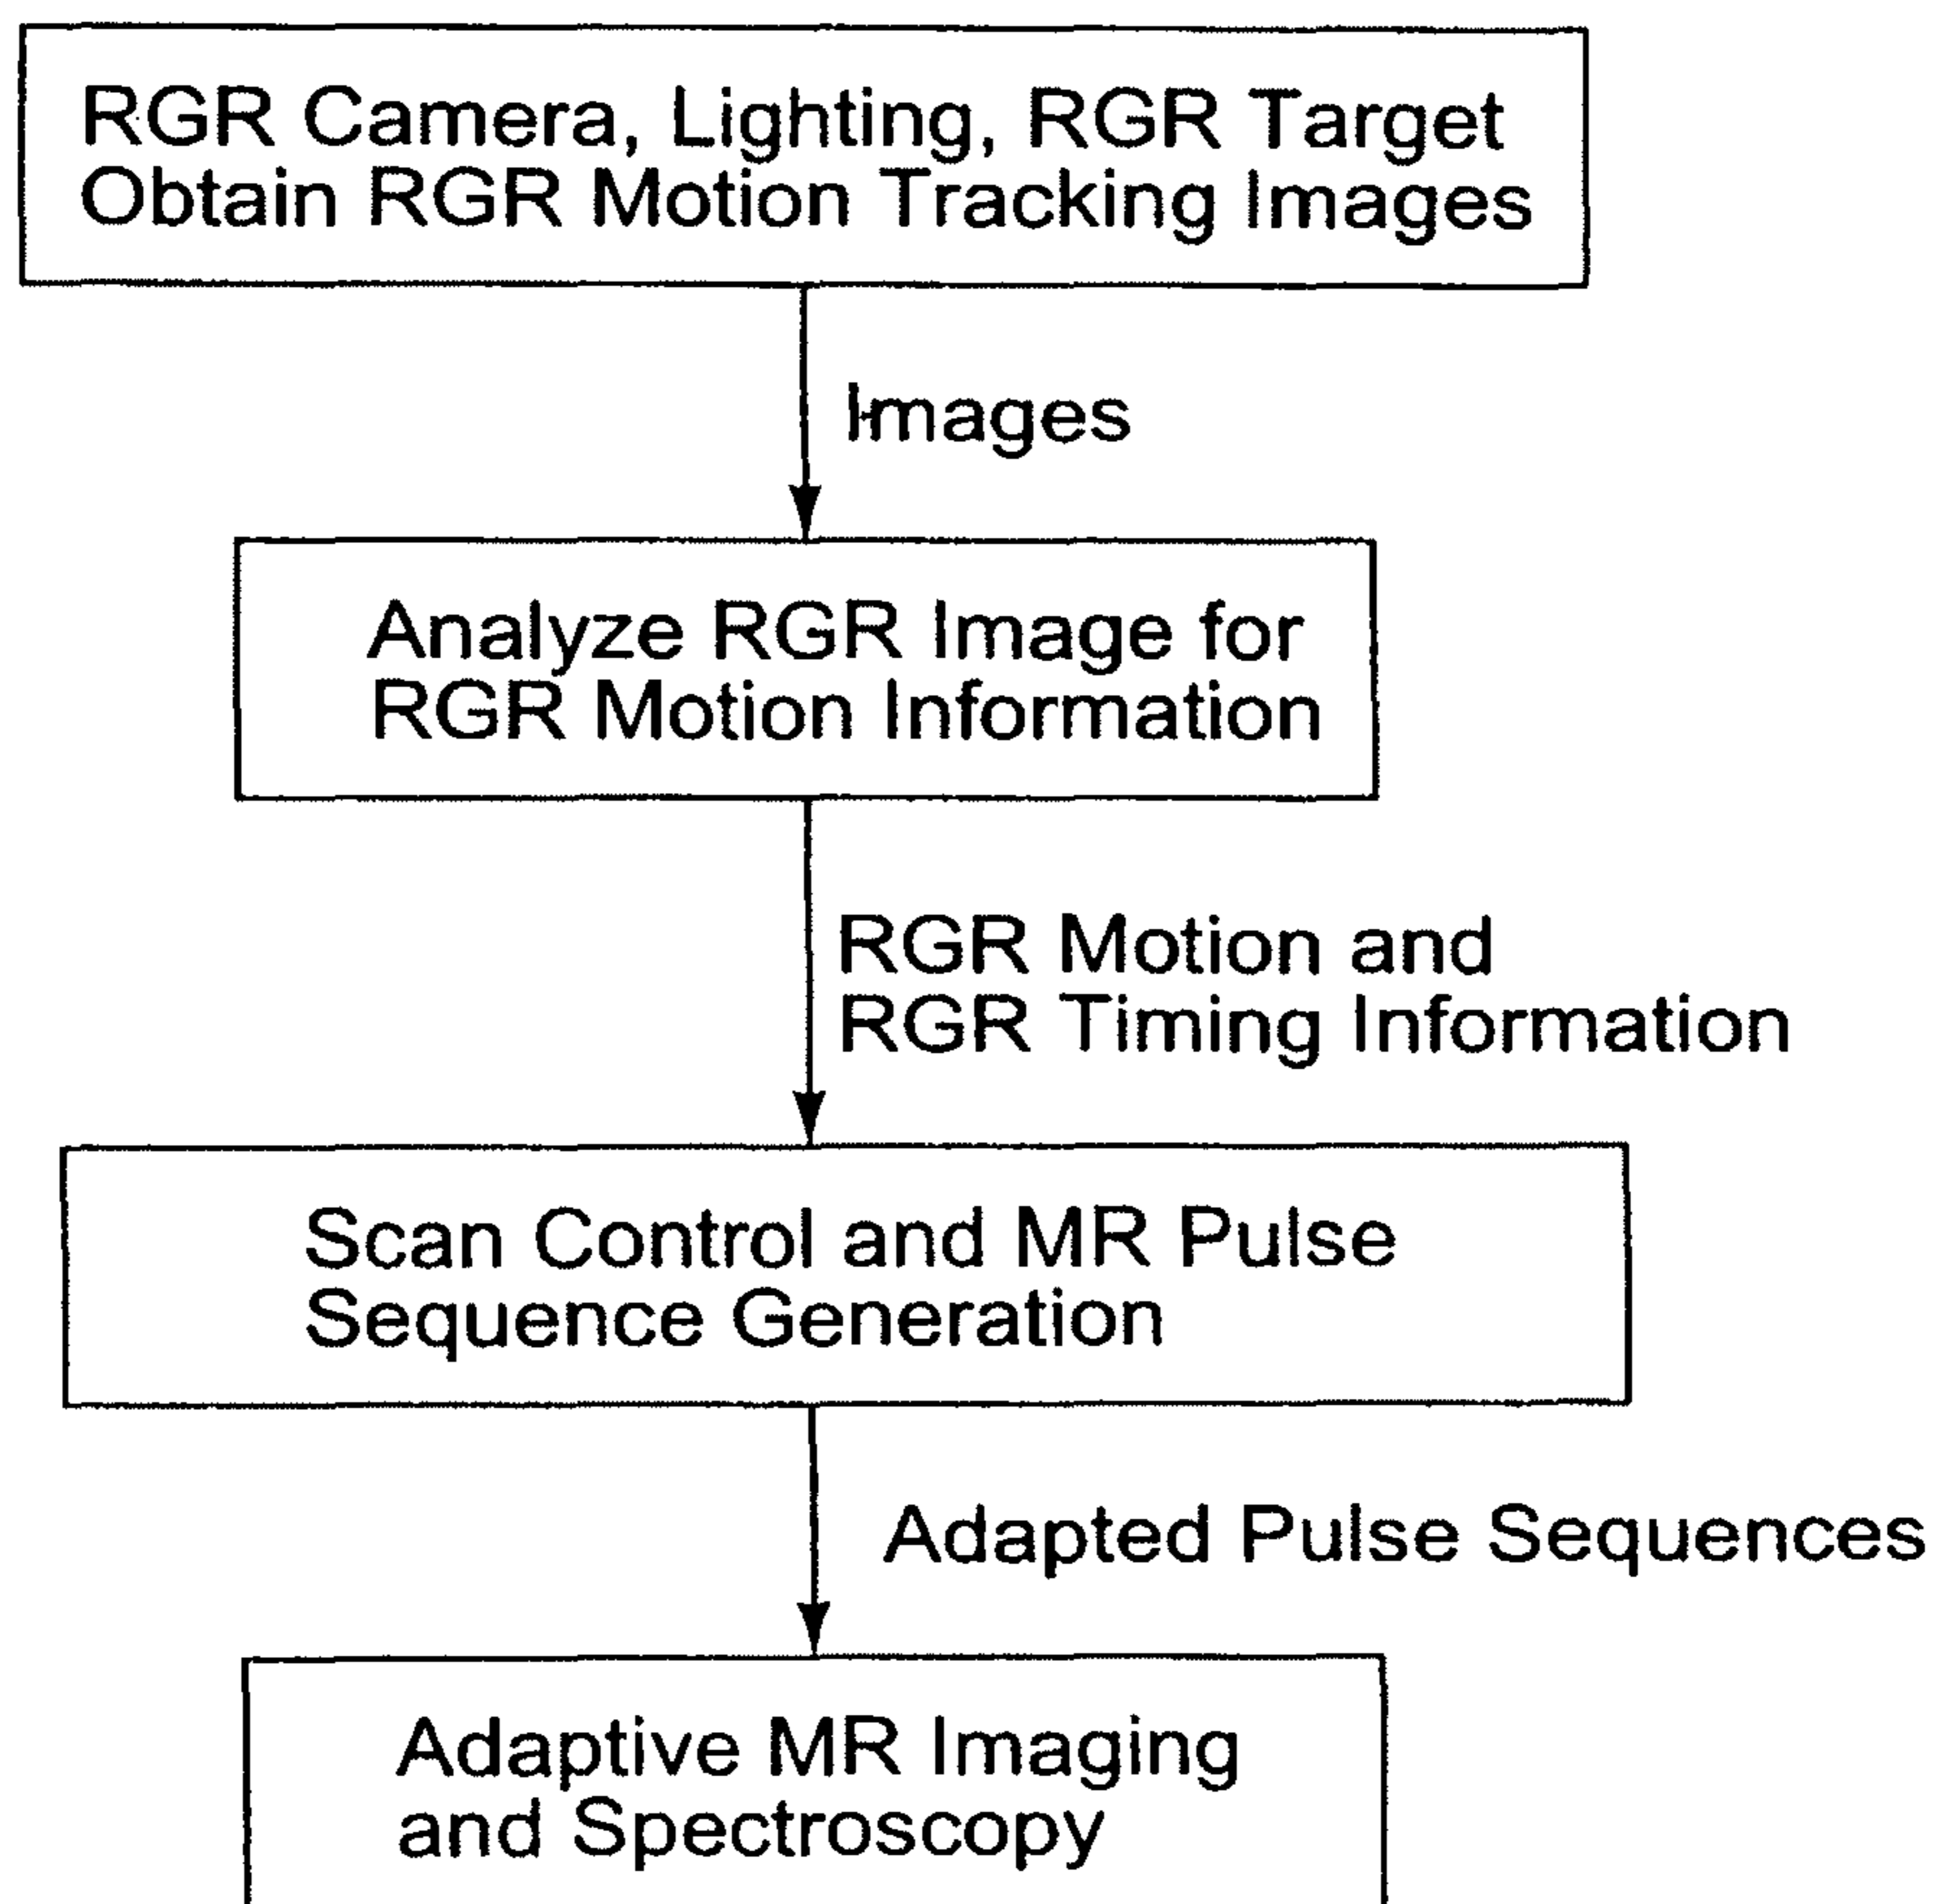 RGR Camera, Lighting, RGR Target
Obtain RGR Motion Tracking Images
Images
Analyze RGR Image for
RGR Motion Information
RGR Motion and
RGR Timing Information
Scan Control and MR Pulse
Sequence Generation
Adapted Pulse Sequences
Adaptive MR Imaging
and Spectroscopy